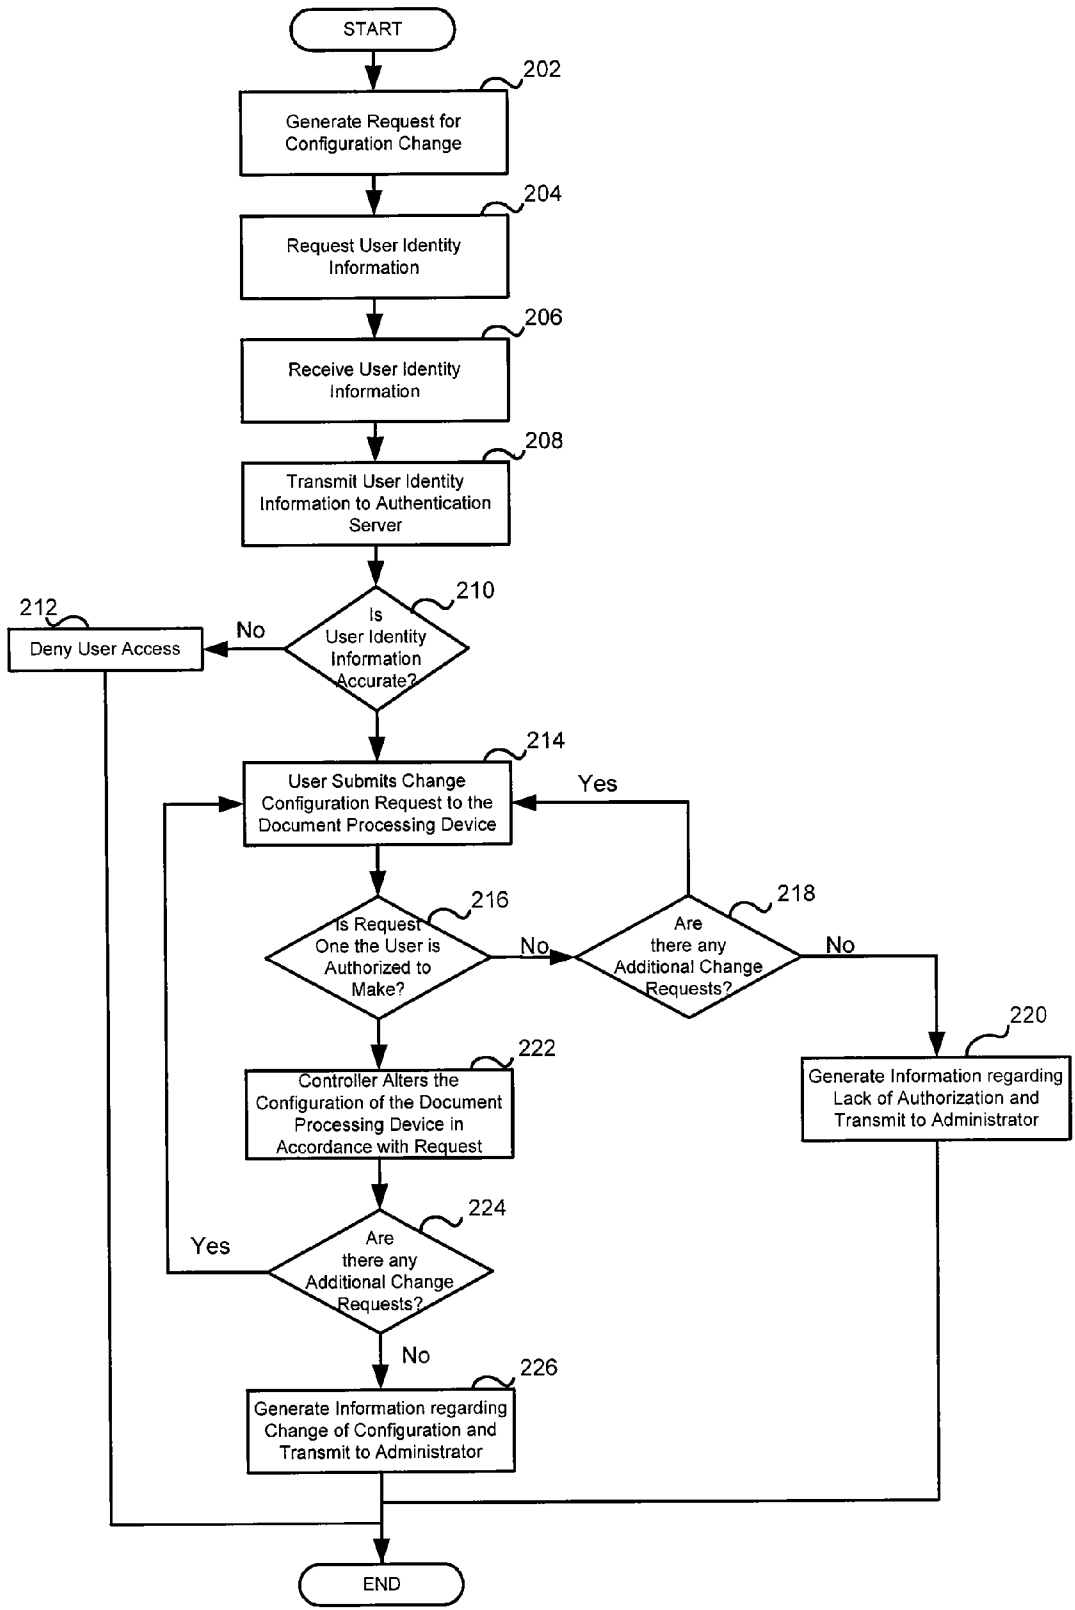 START
202
Generate Request for
Configuration Change
204
Request User Identity
Information
206
Receive User Identity
Information
208
Transmit User Identity
Information to Authentication
Server
210
Is
User Identity
Information
Accurate?
No
212
Deny User Access
214
User Submits Change
Configuration Request to the
Document Processing Device
Yes
216
Is Request
One the User is
Authorized to
Make?
No
218
Are
there any
Additional Change
Requests?
No
220
Generate Information regarding
Lack of Authorization and
Transmit to Administrator
222
Controller Alters the
Configuration of the Document
Processing Device in
Accordance with Request
224
Are
there any
Additional Change
Requests?
Yes
No
226
Generate Information regarding
Change of Configuration and
Transmit to Administrator
END